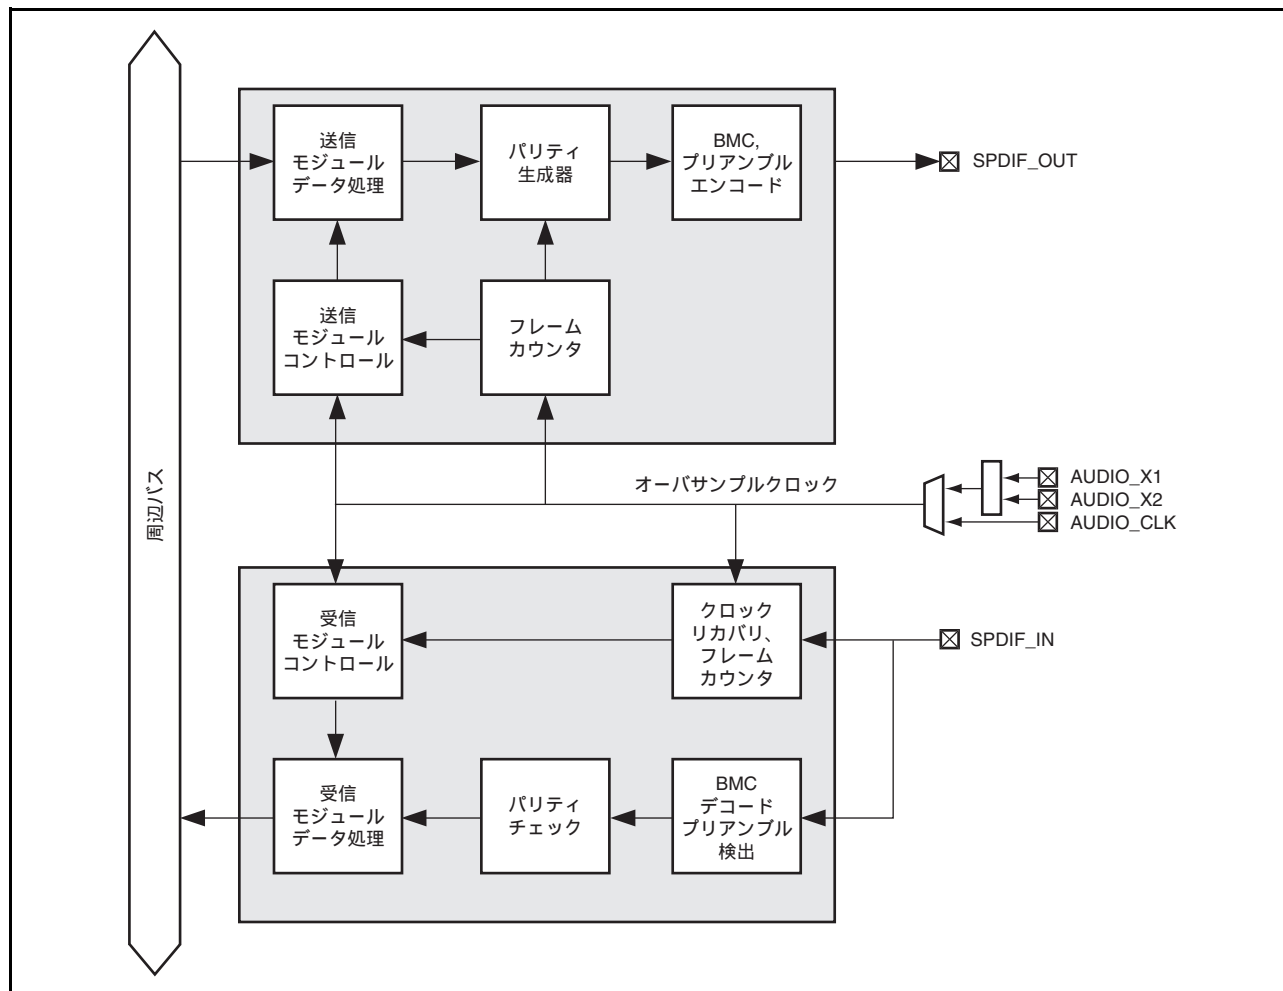 送信
モジュール
データ処理
パリティ
生成器
BMC,
プリアンブル
エンコード
SPDIF_OUT
送信
モジュール
コントロール
フレーム
カウンタ
周辺バス
オーバサンプルクロック
AUDIO_X1
AUDIO_X2
AUDIO_CLK
受信
モジュール
コントロール
クロック
リカバリ、
フレーム
カウンタ
SPDIF_IN
受信
モジュール
データ処理
パリティ
チェック
BMC
デコード
プリアンブル
検出